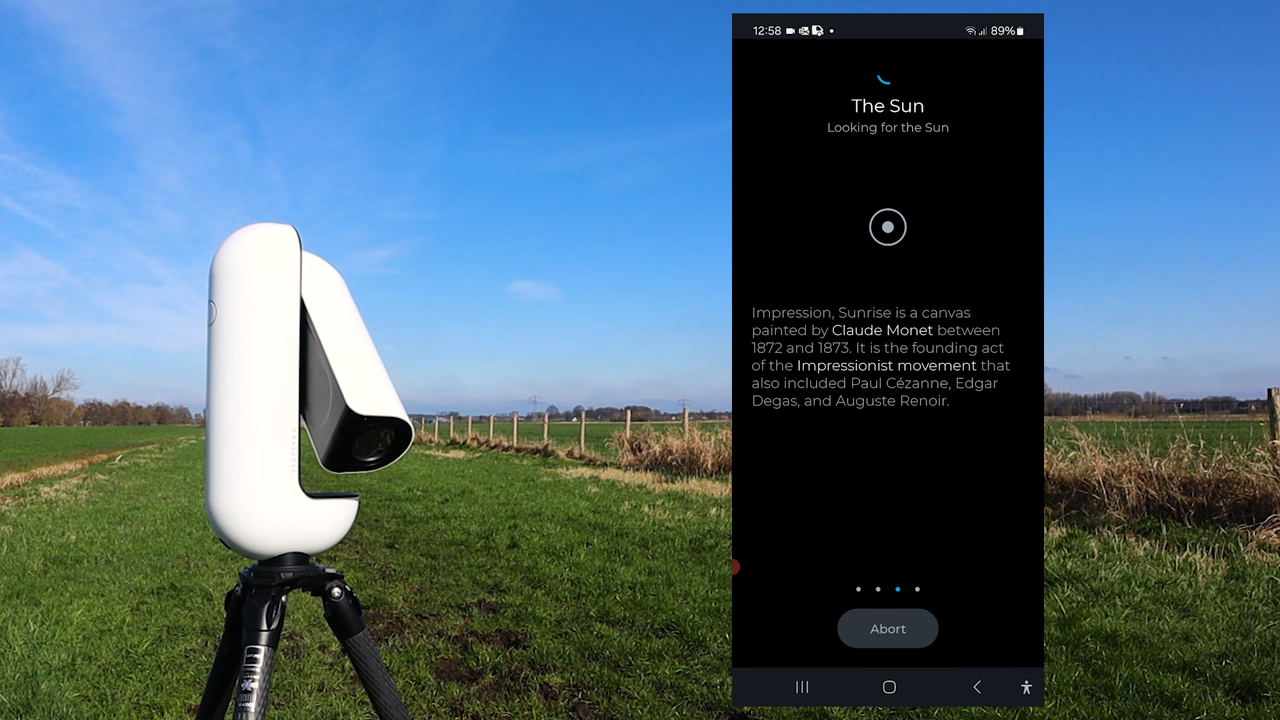 12:58
89%
The Sun
Looking for the Sun
Impression, Sunrise is a canvas
painted by Claude Monet between
1872 and 1873. It is the founding act
of the Impressionist movement that
also included Paul Cézanne, Edgar
Degas, and Auguste Renoir.
Abort